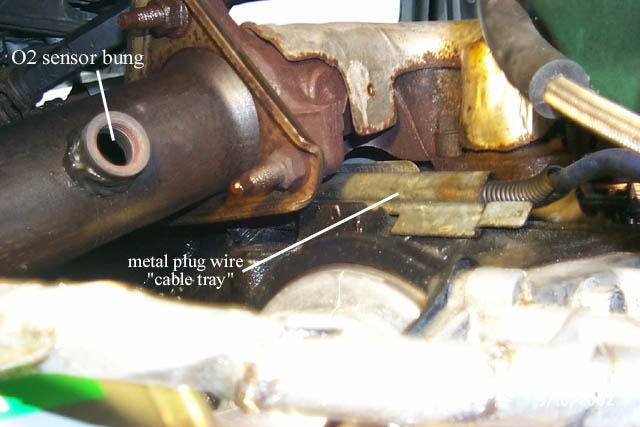 O2 sensor bung
metal plug wire
"cable tray"